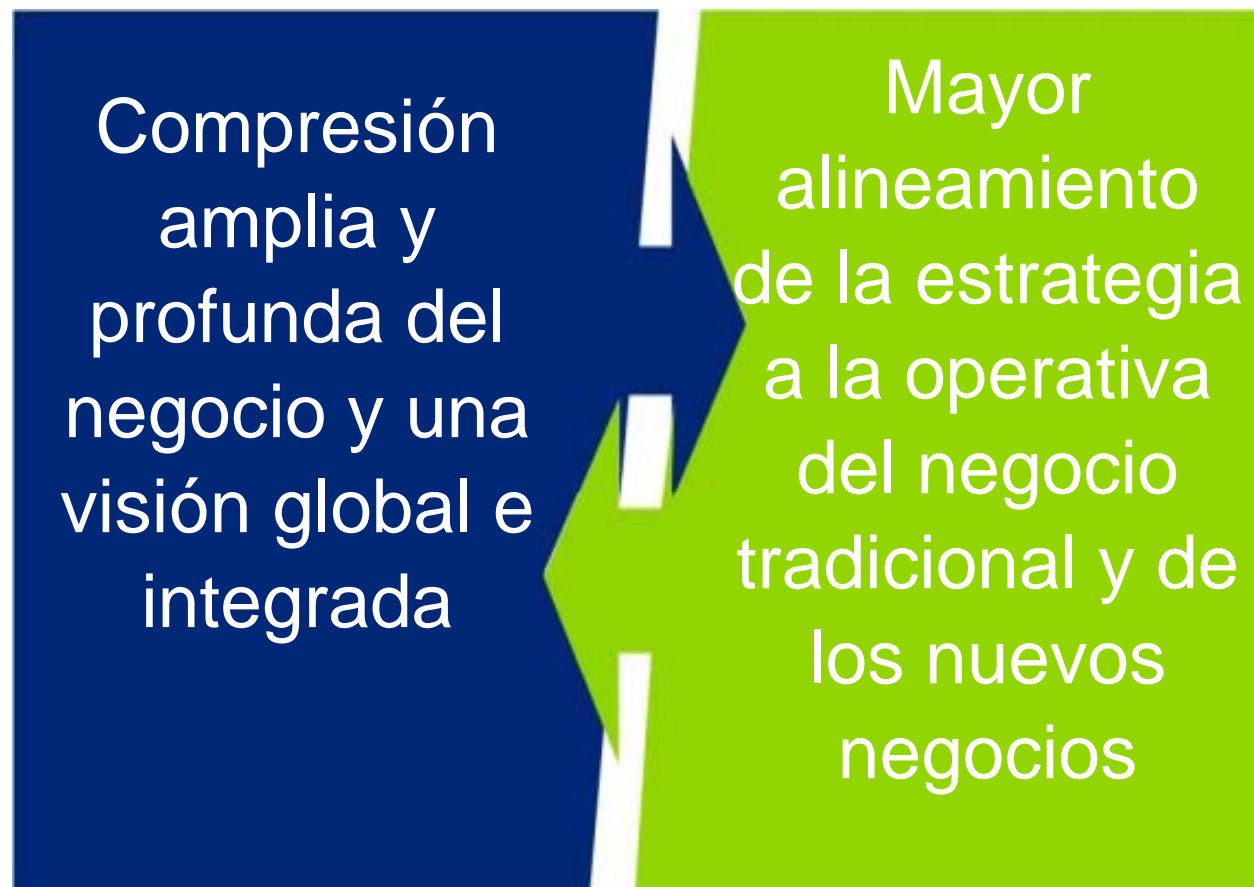 Compresión
amplia y
profunda del
negocio y una
visión global e
integrada
Mayor
alineamiento
de la estrategia
a la operativa
del negocio
tradicional y de
los nuevos
negocios